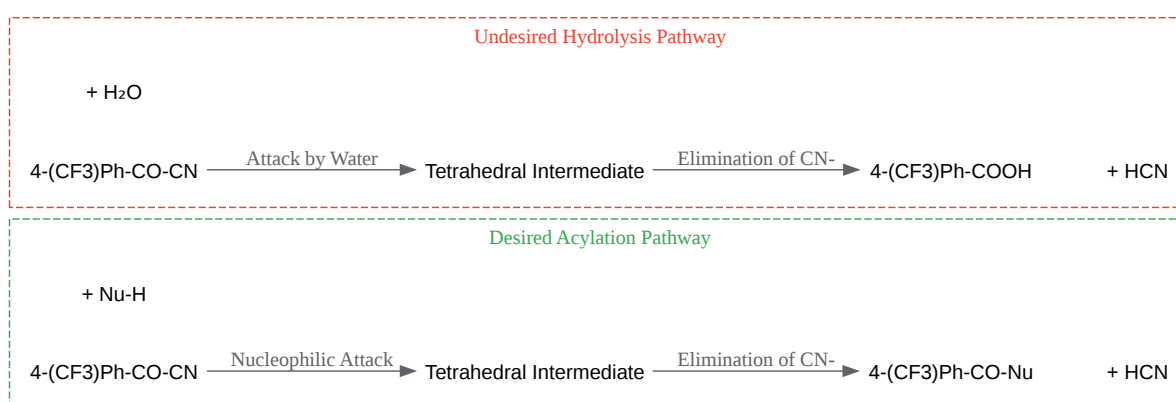 Undesired Hydrolysis Pathway
+ H₂O
4-(CF3)Ph-CO-CN Attack by Water Tetrahedral Intermediate Elimination of CN- 4-(CF3)Ph-COOH + HCN
Desired Acylation Pathway
+ Nu-H
4-(CF3)Ph-CO-CN Nucleophilic Attack Tetrahedral Intermediate Elimination of CN- 4-(CF3)Ph-CO-Nu + HCN